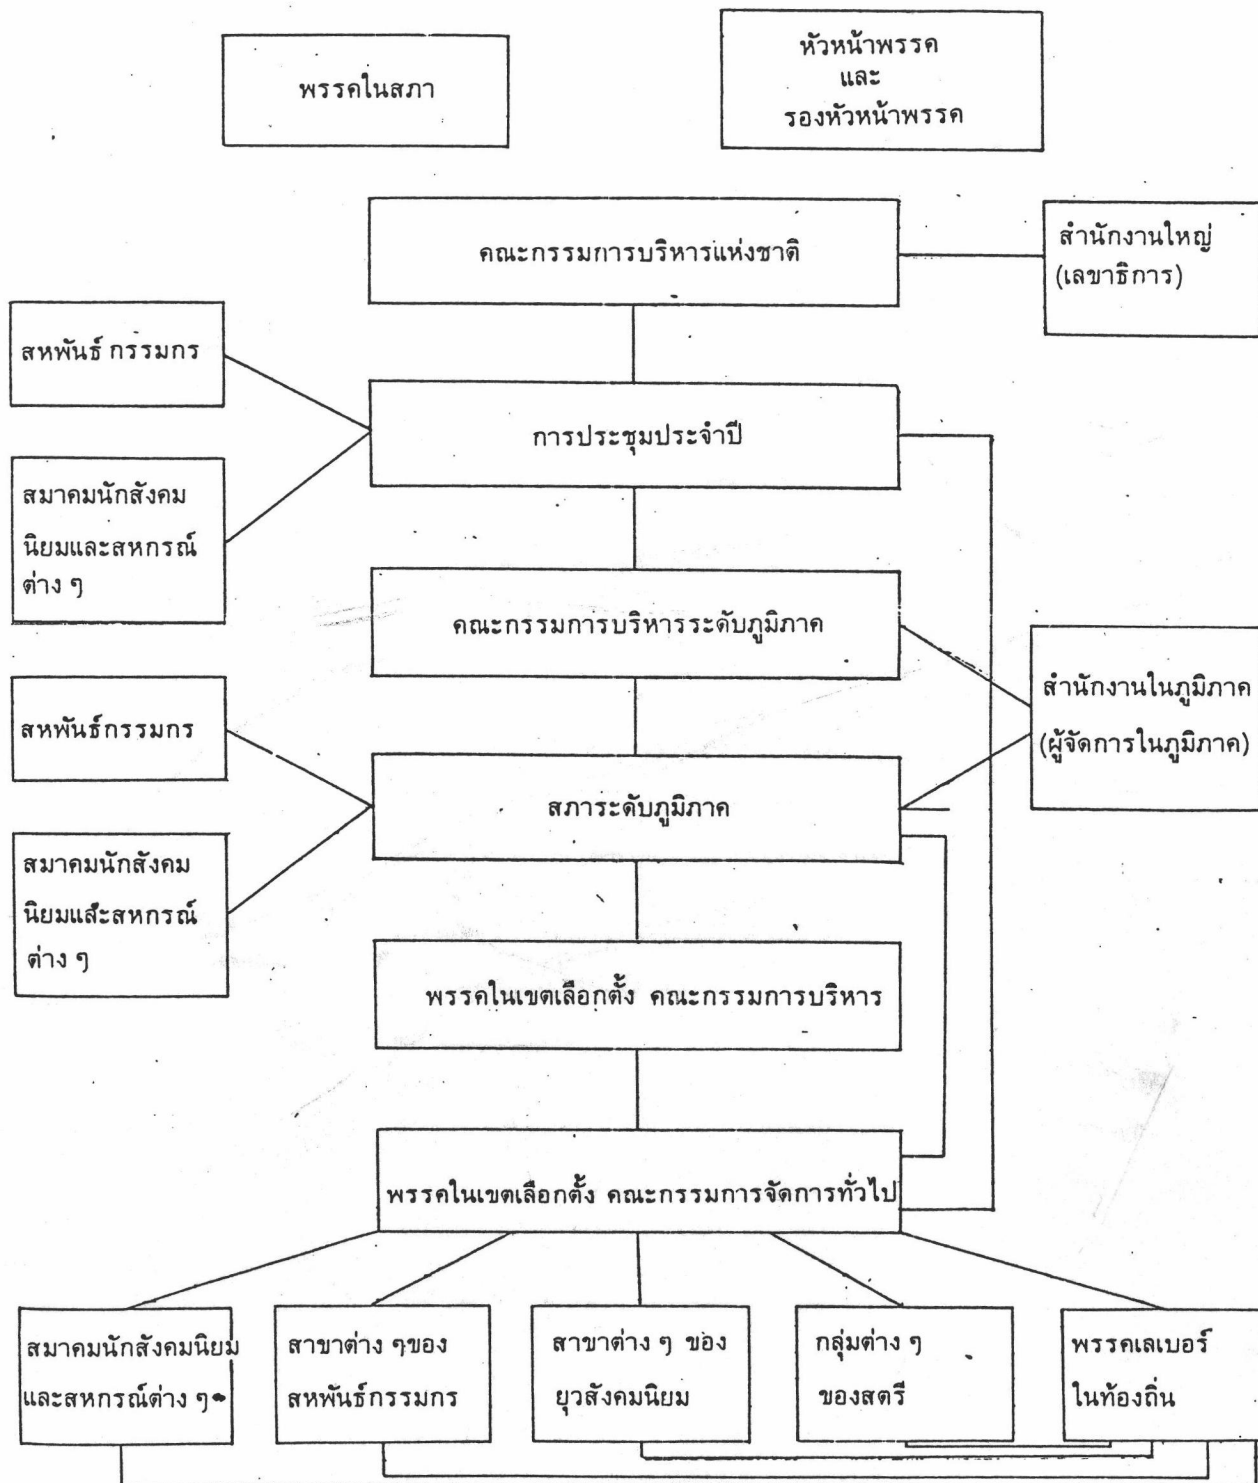 พรรคในสภา
หัวหน้าพรรค
และ
รองหัวหน้าพรรค
คณะกรรมการบริหารแห่งชาติ
สำนักงานใหญ่
(เลขาธิการ)
สหพันธ์ กรรมกร
การประชุมประจำปี
สมาคมนักสังคม
นิยมและสหกรณ์
ต่าง ๆ
คณะกรรมการบริหารระดับภูมิภาค
สำนักงานในภูมิภาค
(ผู้จัดการในภูมิภาค)
สหพันธ์กรรมกร
สภาระดับภูมิภาค
สมาคมนักสังคม
นิยมและสหกรณ์
ต่าง ๆ
พรรคในเขตเลือกตั้ง คณะกรรมการบริหาร
พรรคในเขตเลือกตั้ง คณะกรรมการจัดการทั่วไป
สมาคมนักสังคมนิยม
และสหกรณ์ต่าง ๆ
สาขาต่าง ๆของ
สหพันธ์กรรมกร
สาขาต่าง ๆ ของ
ยุวสังคมนิยม
กลุ่มต่าง ๆ
ของสตรี
พรรคเลเบอร์
ในท้องถิ่น